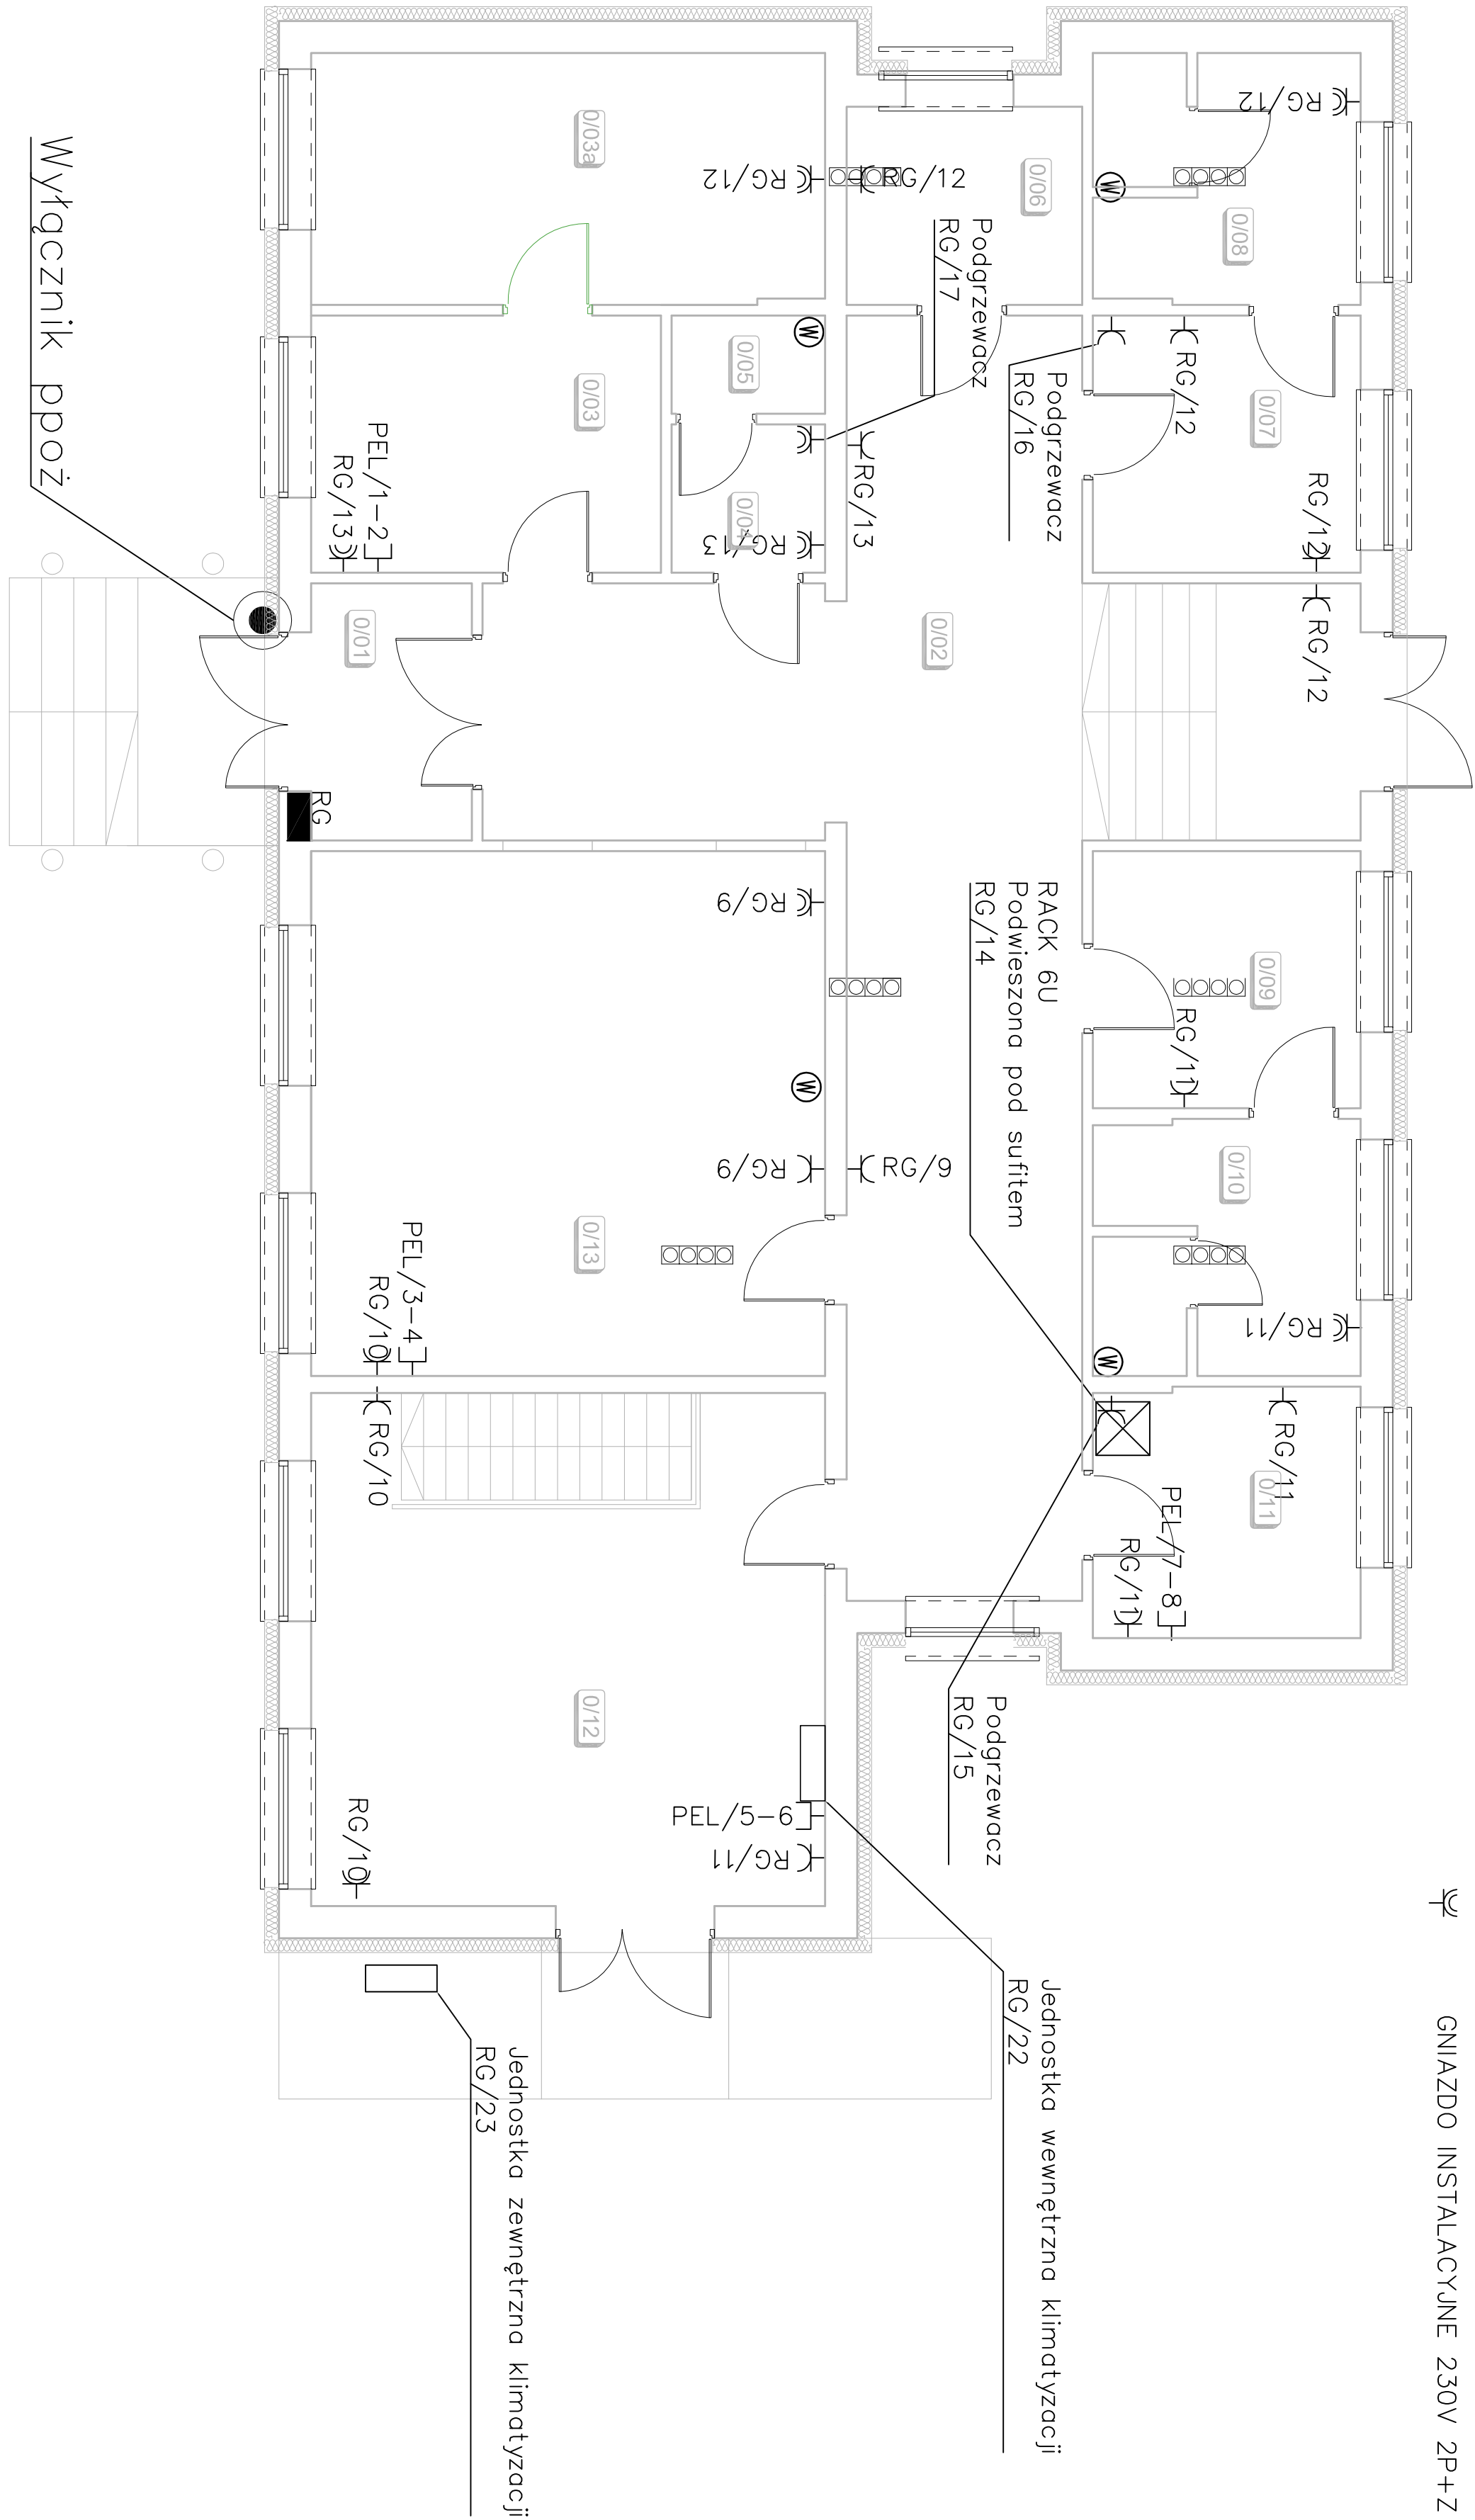 GNIAZDO INSTALACYJNE 230V 2P+Z
RG/12
W
0/08
RG/12
0/07
RG/12
RG/12
0/09
RG/11
0/10
RG/11
W
RG/11
0/11
PEL/7-8
RG/11
0/06
RG/12
RG/12
Podgrzewacz
RG/17
Podgrzewacz
RG/16
RG/13
0/02
RACK 6U
Podwieszona pod sufitem
RG/14
RG/9
Podgrzewacz
RG/15
Jednostka wewnętrzna klimatyzacji
RG/22
W
0/05
0/04
RG/13
RG/9
W
RG/9
PEL/5-6
RG/11
0/03a
0/03
0/13
0/12
PEL/1-2
RG/13
PEL/3-4
RG/10
RG/10
RG/10
Jednostka zewnętrzna klimatyzacji
RG/23
0/01
RG
Wyłącznik ppoż